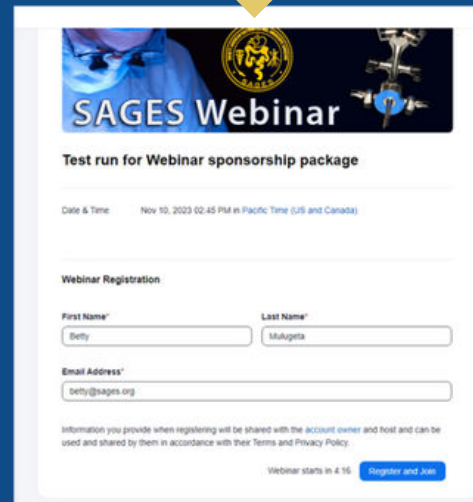 SAGES
SAGES Webinar
Test run for Webinar sponsorship package
Date & Time Nov 10, 2023 02:45 PM in Pacific Time (US and Canada)
Webinar Registration
First Name* Last Name*
Betty Mulugeta
Email Address*
betty@sages.org
Information you provide when registering will be shared with the account owner and host and can be
used and shared by them in accordance with their Terms and Privacy Policy.
Webinar starts in 4:16 Register and Join